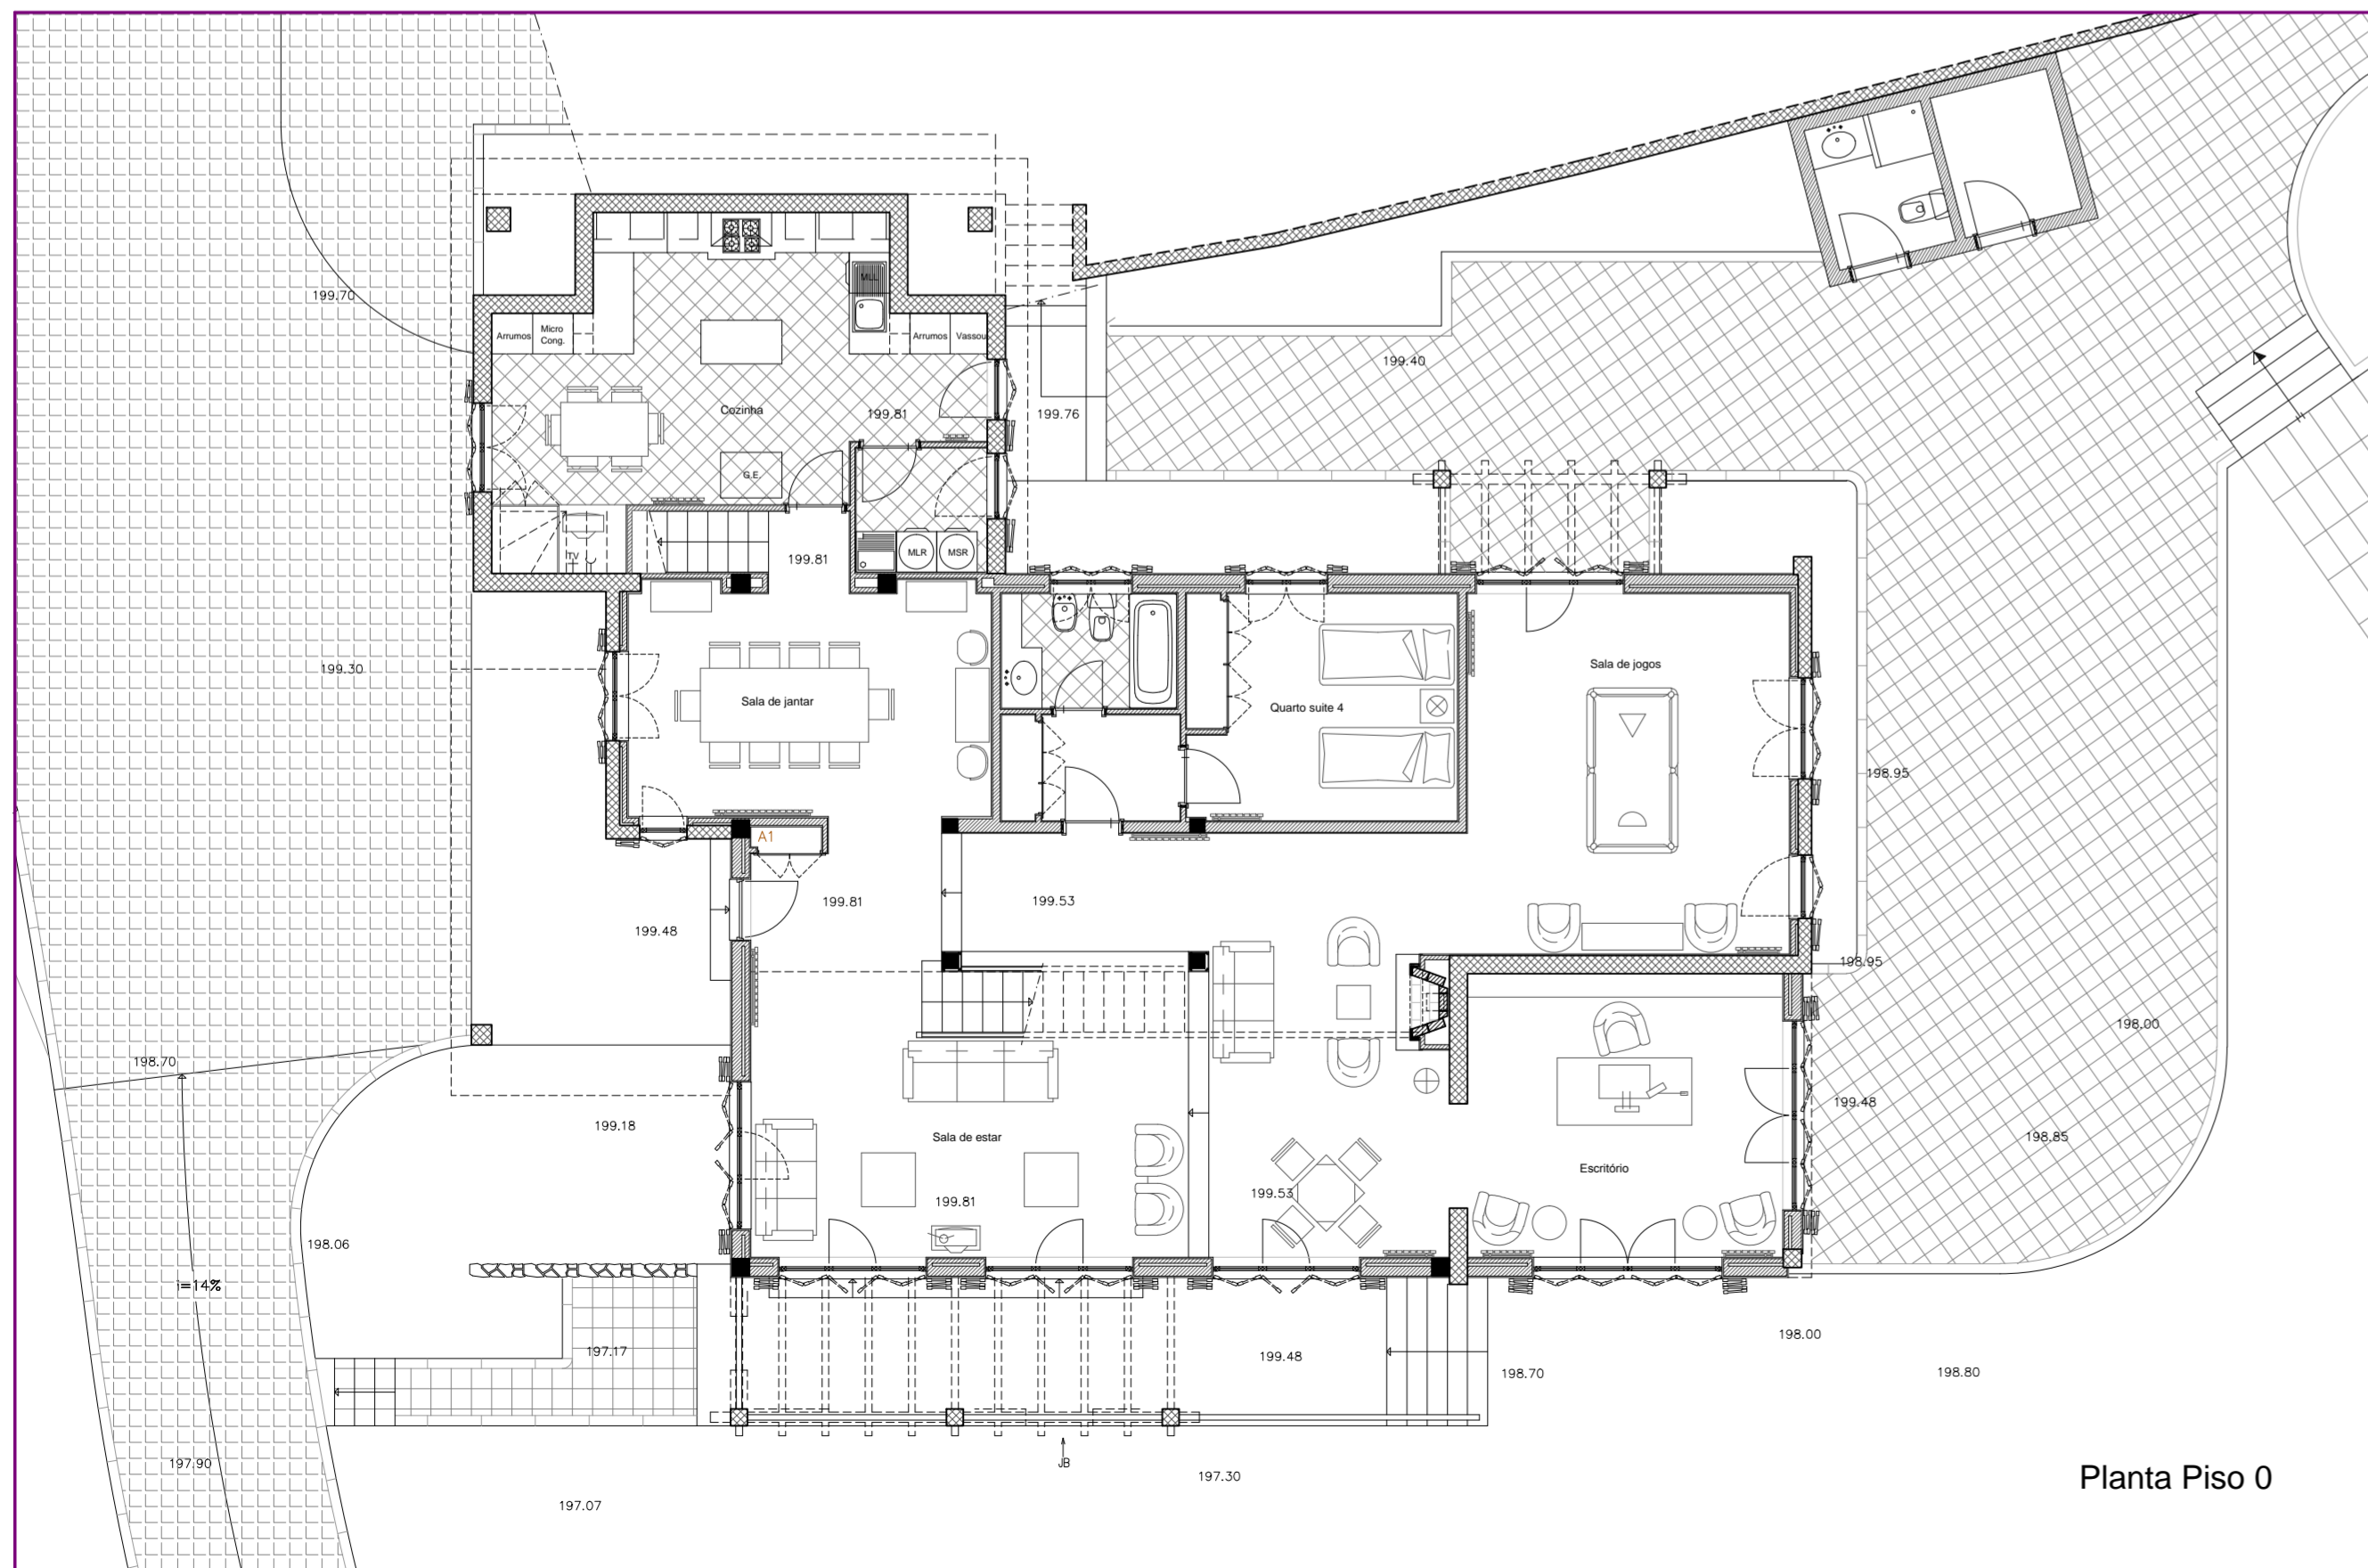 199.70
MLL
Arrumos
Micro
Cong.
Arrumos
Vassou
199.40
Cozinha
199.81
199.76
G.E.
TV
199.81
MLR
MSR
199.30
Sala de jantar
Quarto suite 4
Sala de jogos
198.95
A1
199.81
199.53
199.48
198.95
198.00
198.70
199.18
199.48
198.85
Sala de estar
199.81
199.53
Escritório
198.06
i=14%
197.17
199.48
198.70
198.00
198.80
197.90
JB
197.30
197.07
Planta Piso 0